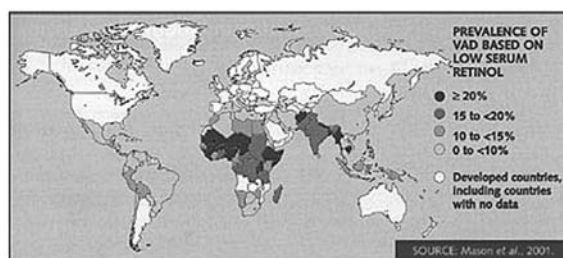 PREVALENCE OF
VAD BASED ON
LOW SERUM
RETINOL
≥ 20%
15 to <20%
10 to <15%
0 to <10%
Developed countries,
including countries
with no data
SOURCE: Mason et al., 2001.